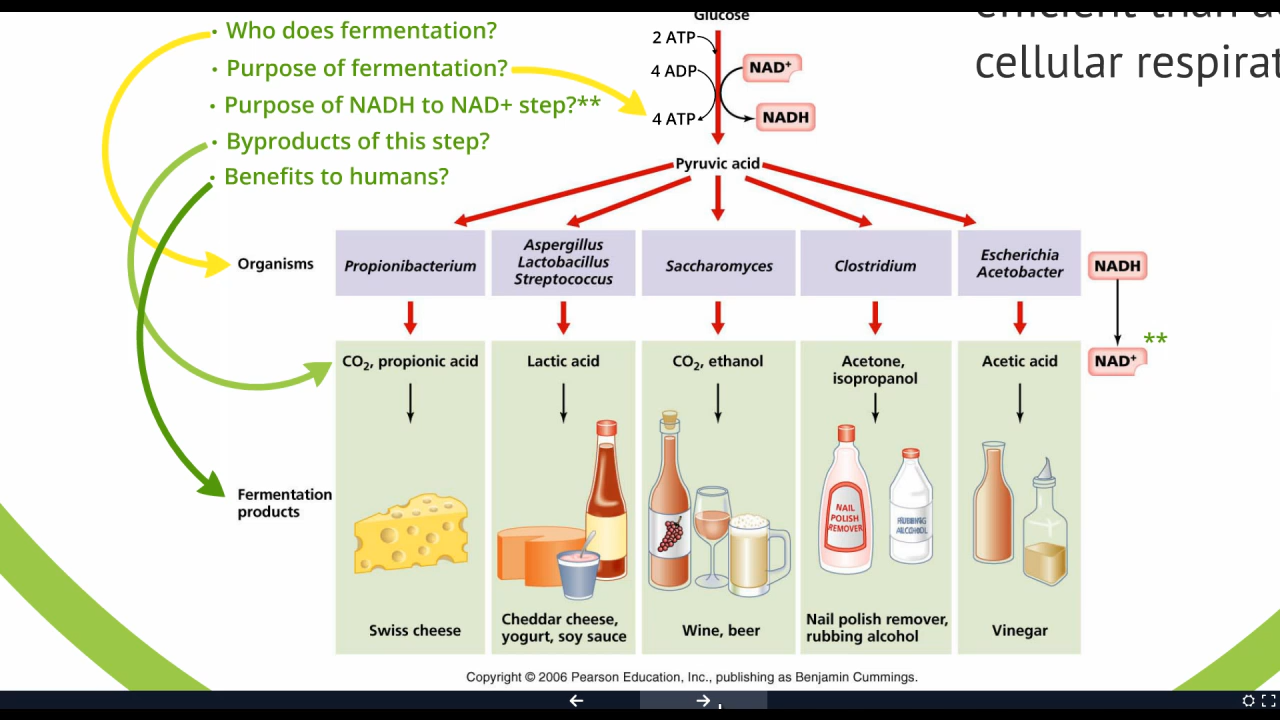 • Who does fermentation?
• Purpose of fermentation?
• Purpose of NADH to NAD+ step?**
• Byproducts of this step?
• Benefits to humans?
cellular respirat
Glucose
2 ATP
4 ADP
NAD⁺
4 ATP
NADH
Pyruvic acid
Organisms
Propionibacterium
Aspergillus
Lactobacillus
Streptococcus
Saccharomyces
Clostridium
Escherichia
Acetobacter
NADH
**
NAD⁺
CO₂, propionic acid
Lactic acid
CO₂, ethanol
Acetone,
isopropanol
Acetic acid
Fermentation
products
NAIL
POLISH
REMOVER
RUBBING
ALCOHOL
Swiss cheese
Cheddar cheese,
yogurt, soy sauce
Wine, beer
Nail polish remover,
rubbing alcohol
Vinegar
Copyright © 2006 Pearson Education, Inc., publishing as Benjamin Cummings.